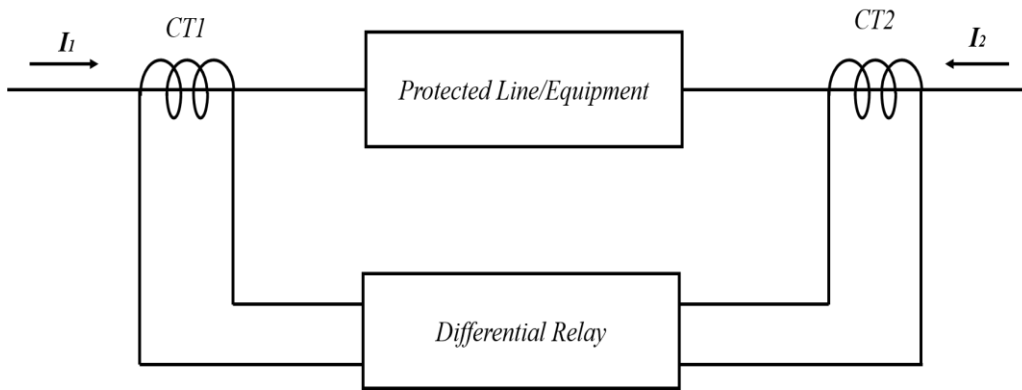 CT1
CT2
I1
I2
Protected Line/Equipment
Differential Relay